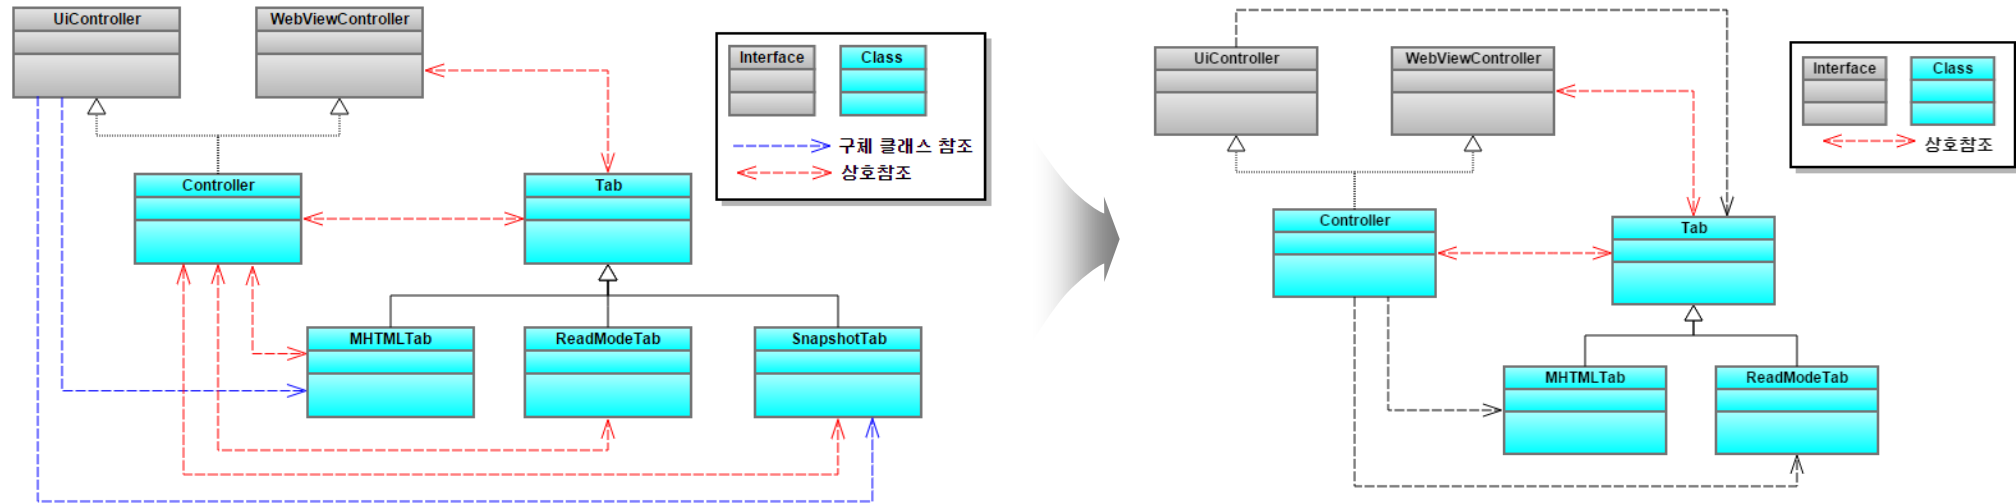 UiController
WebViewController
Interface
Class
구체 클래스 참조
상호참조
Controller
Tab
MHTMLTab
ReadModeTab
SnapshotTab
UiController
WebViewController
Interface
Class
상호참조
Controller
Tab
MHTMLTab
ReadModeTab